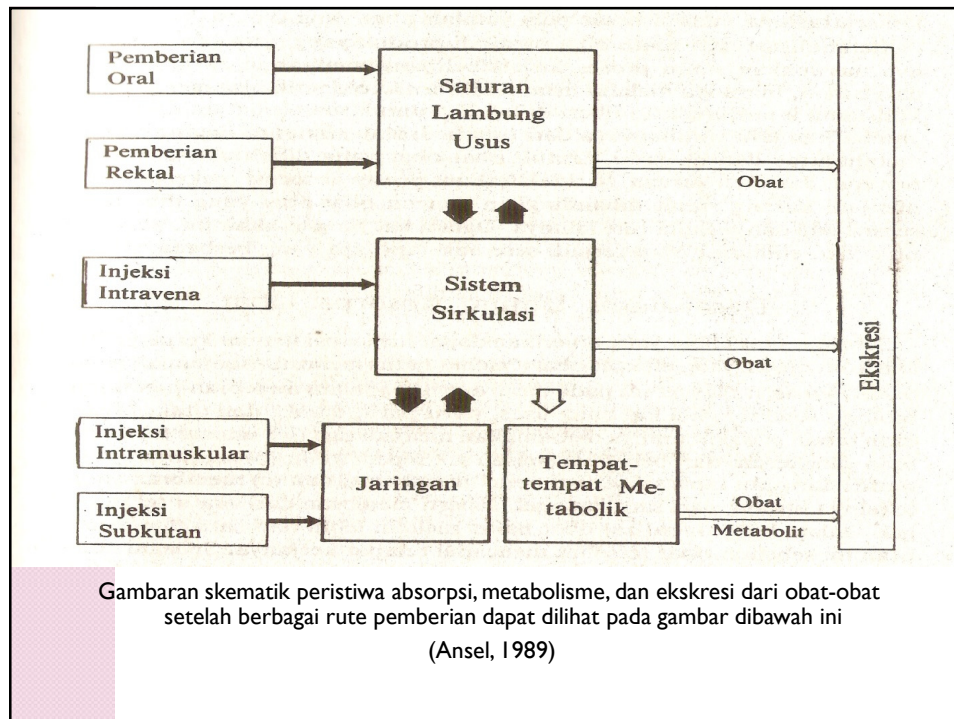 Pemberian
Oral
Saluran
Lambung
Usus
Pemberian
Rektal
Obat
Injeksi
Intravena
Sistem
Sirkulasi
Obat
Ekskresi
Injeksi
Intramuskular
Jaringan
Tempat-
tempat Me-
tabolik
Obat
Metabolit
Injeksi
Subkutan
Gambaran skematik peristiwa absorpsi, metabolisme, dan ekskresi dari obat-obat
setelah berbagai rute pemberian dapat dilihat pada gambar dibawah ini
(Ansel, 1989)